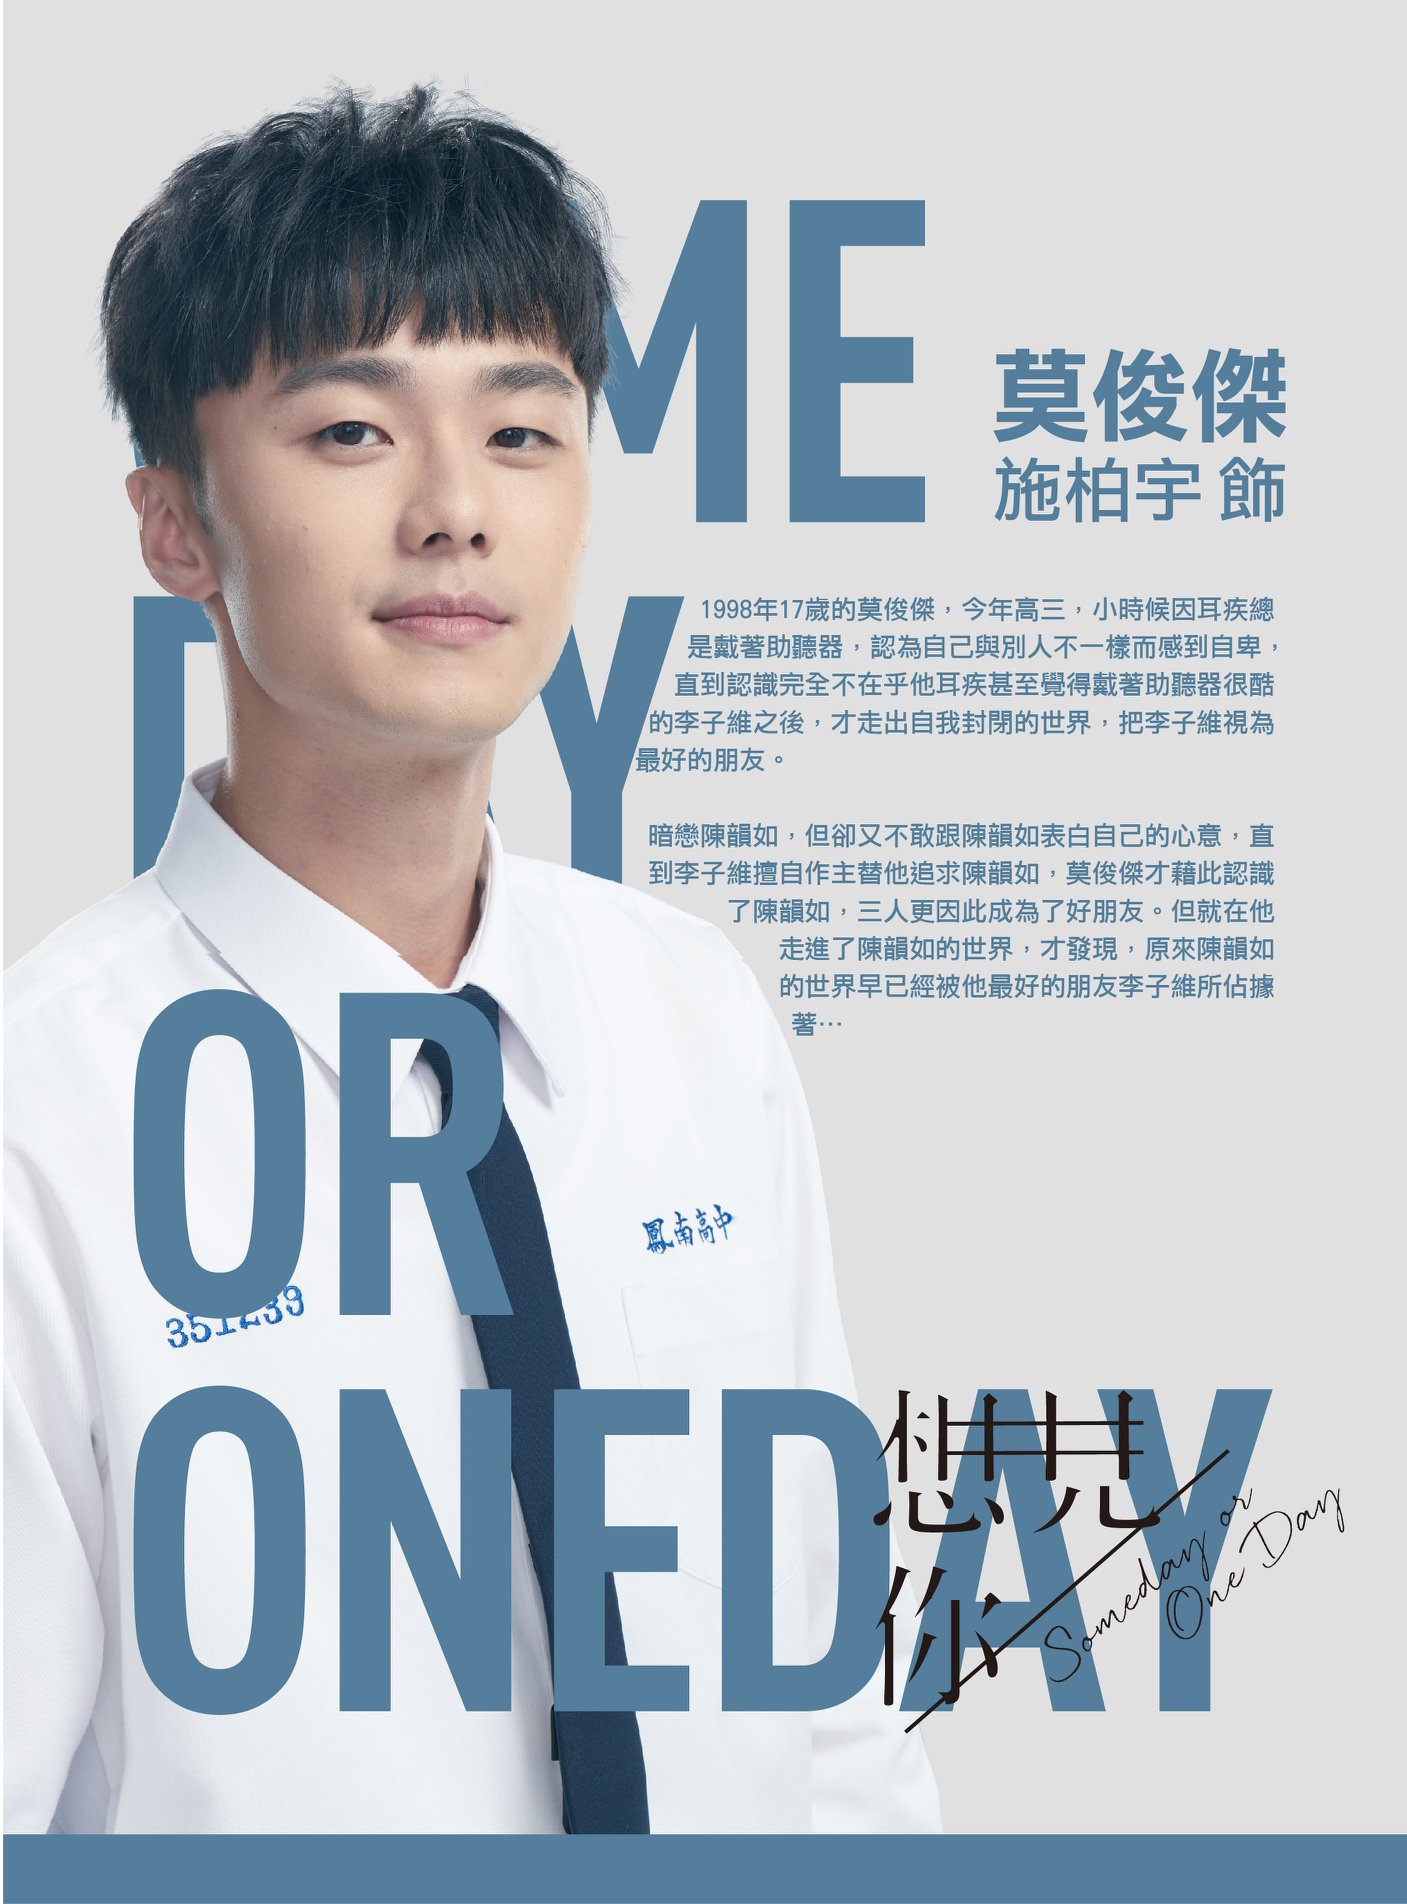 ME
莫俊傑
施柏宇 飾
DAY
1998年17歲的莫俊傑，今年高三，小時候因耳疾總
是戴著助聽器，認為自己與別人不一樣而感到自卑，
直到認識完全不在乎他耳疾甚至覺得戴著助聽器很酷
的李子維之後，才走出自我封閉的世界，把李子維視為
最好的朋友。
暗戀陳韻如，但卻又不敢跟陳韻如表白自己的心意，直
到李子維擅自作主替他追求陳韻如，莫俊傑才藉此認識
了陳韻如，三人更因此成為了好朋友。但就在他
走進了陳韻如的世界，才發現，原來陳韻如
的世界早已經被他最好的朋友李子維所佔據
著…
OR
鳳南高中
351239
ONEDAY
想見
你
Someday or
One Day